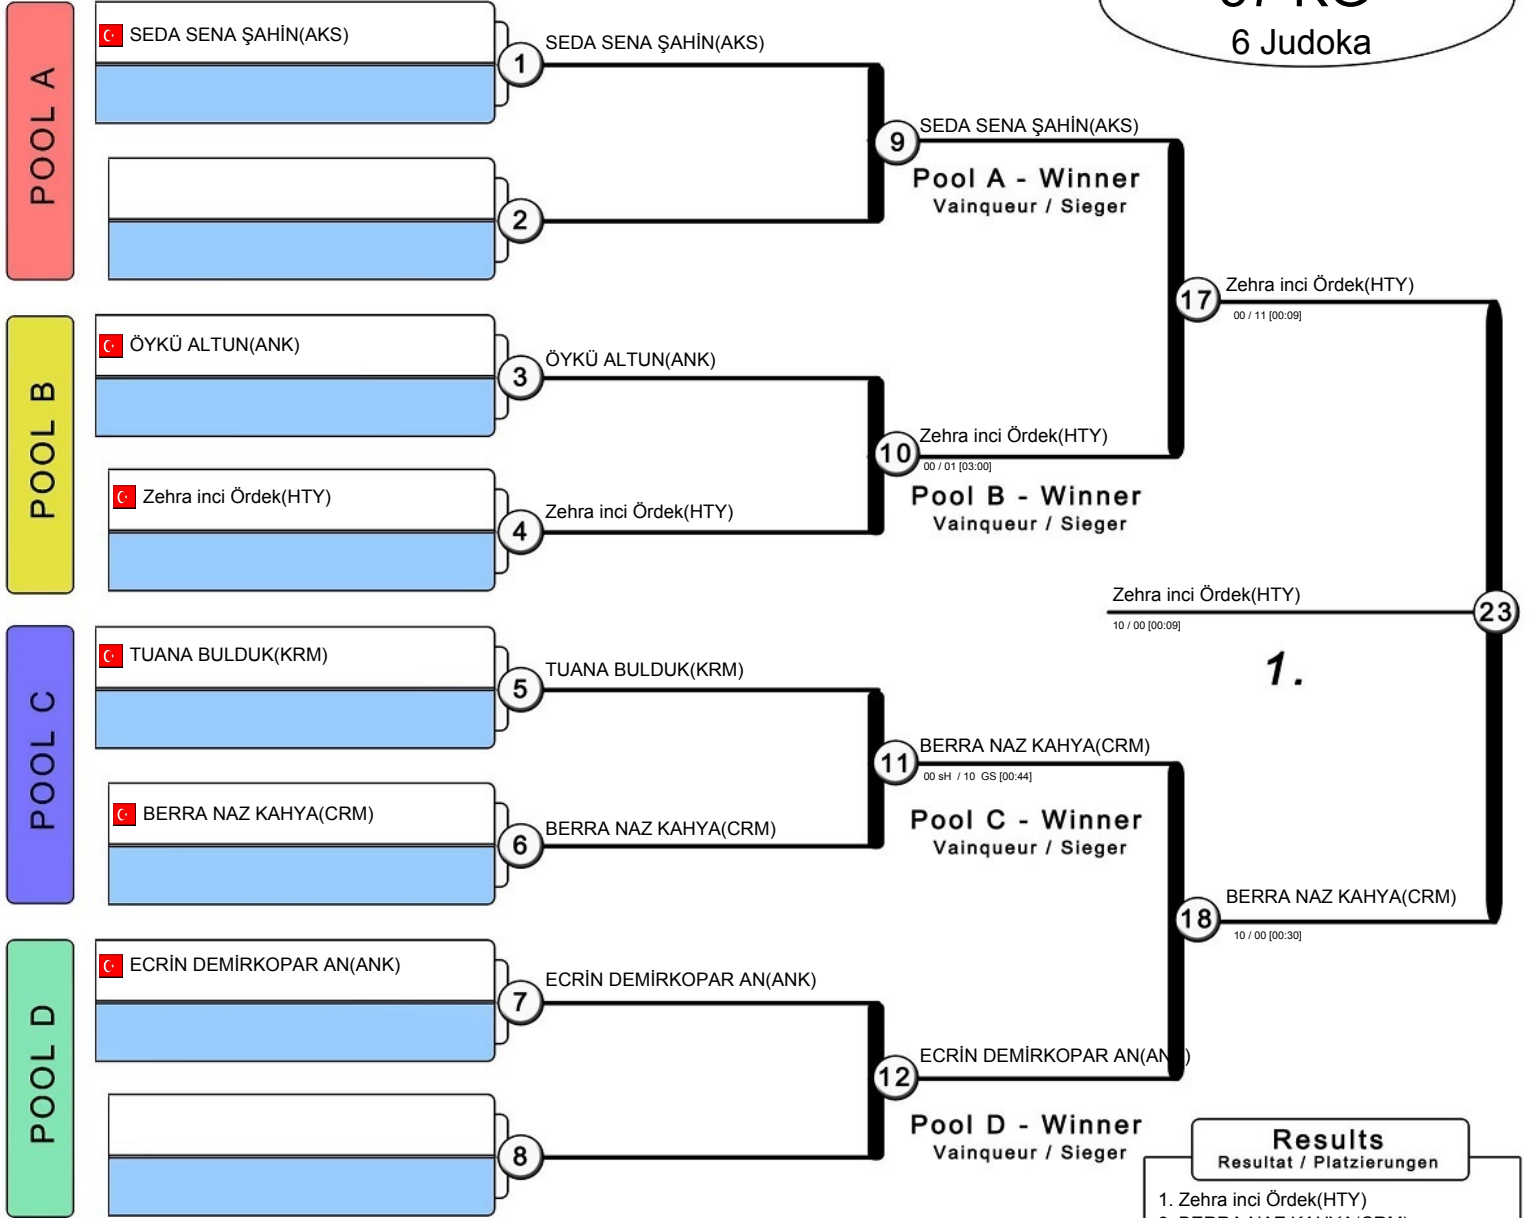 6 Judoka
POOL A
SEDA SENA ŞAHİN(AKS)
1
SEDA SENA ŞAHİN(AKS)
2
9
SEDA SENA ŞAHİN(AKS)
Pool A - Winner
Vainqueur / Sieger
17
Zehra inci Ördek(HTY)
00 / 11 [00:09]
POOL B
ÖYKÜ ALTUN(ANK)
3
ÖYKÜ ALTUN(ANK)
Zehra inci Ördek(HTY)
4
Zehra inci Ördek(HTY)
10
Zehra inci Ördek(HTY)
00 / 01 [03:00]
Pool B - Winner
Vainqueur / Sieger
Zehra inci Ördek(HTY)
10 / 00 [00:09]
23
1.
POOL C
TUANA BULDUK(KRM)
5
TUANA BULDUK(KRM)
BERRA NAZ KAHYA(CRM)
6
BERRA NAZ KAHYA(CRM)
11
BERRA NAZ KAHYA(CRM)
00 sH / 10 GS [00:44]
Pool C - Winner
Vainqueur / Sieger
18
BERRA NAZ KAHYA(CRM)
10 / 00 [00:30]
POOL D
ECRİN DEMİRKOPAR AN(ANK)
7
ECRİN DEMİRKOPAR AN(ANK)
8
12
ECRİN DEMİRKOPAR AN(AN)
Pool D - Winner
Vainqueur / Sieger
Results
Resultat / Platzierungen
1. Zehra inci Ördek(HTY)